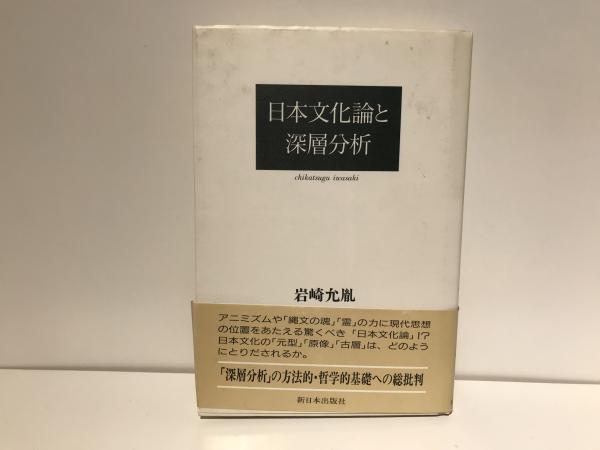 日本文化論と
深層分析
chikatsugu iwasaki
岩崎允胤
アニミズムや「縄文の魂」「霊」の力に現代思想
の位置をあたえる驚くべき「日本文化論」!?
日本文化の「元型」「原像」「古層」は、どのよう
にとりだされるか。
「深層分析」の方法的・哲学的基礎への総批判
新日本出版社